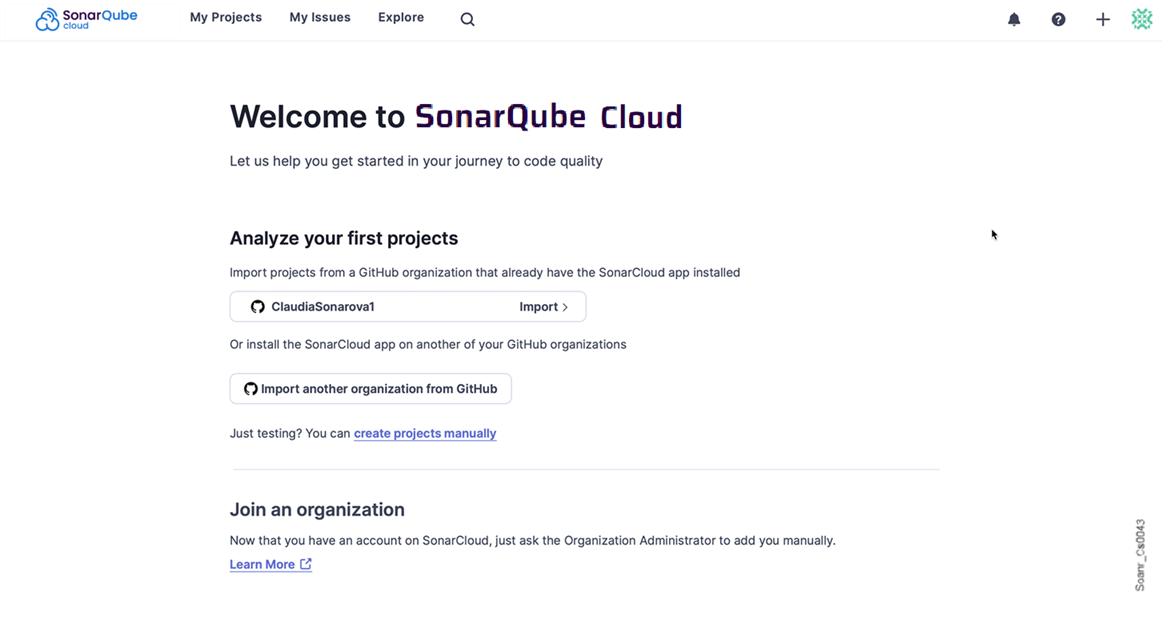 SonarQube
cloud
My Projects
My Issues
Explore
Welcome to SonarQube Cloud
Let us help you get started in your journey to code quality
Analyze your first projects
Import projects from a GitHub organization that already have the SonarCloud app installed
ClaudiaSonarova1
Import
Or install the SonarCloud app on another of your GitHub organizations
Import another organization from GitHub
Just testing? You can create projects manually
Join an organization
Now that you have an account on SonarCloud, just ask the Organization Administrator to add you manually.
Learn More
Soanr_Cs0043